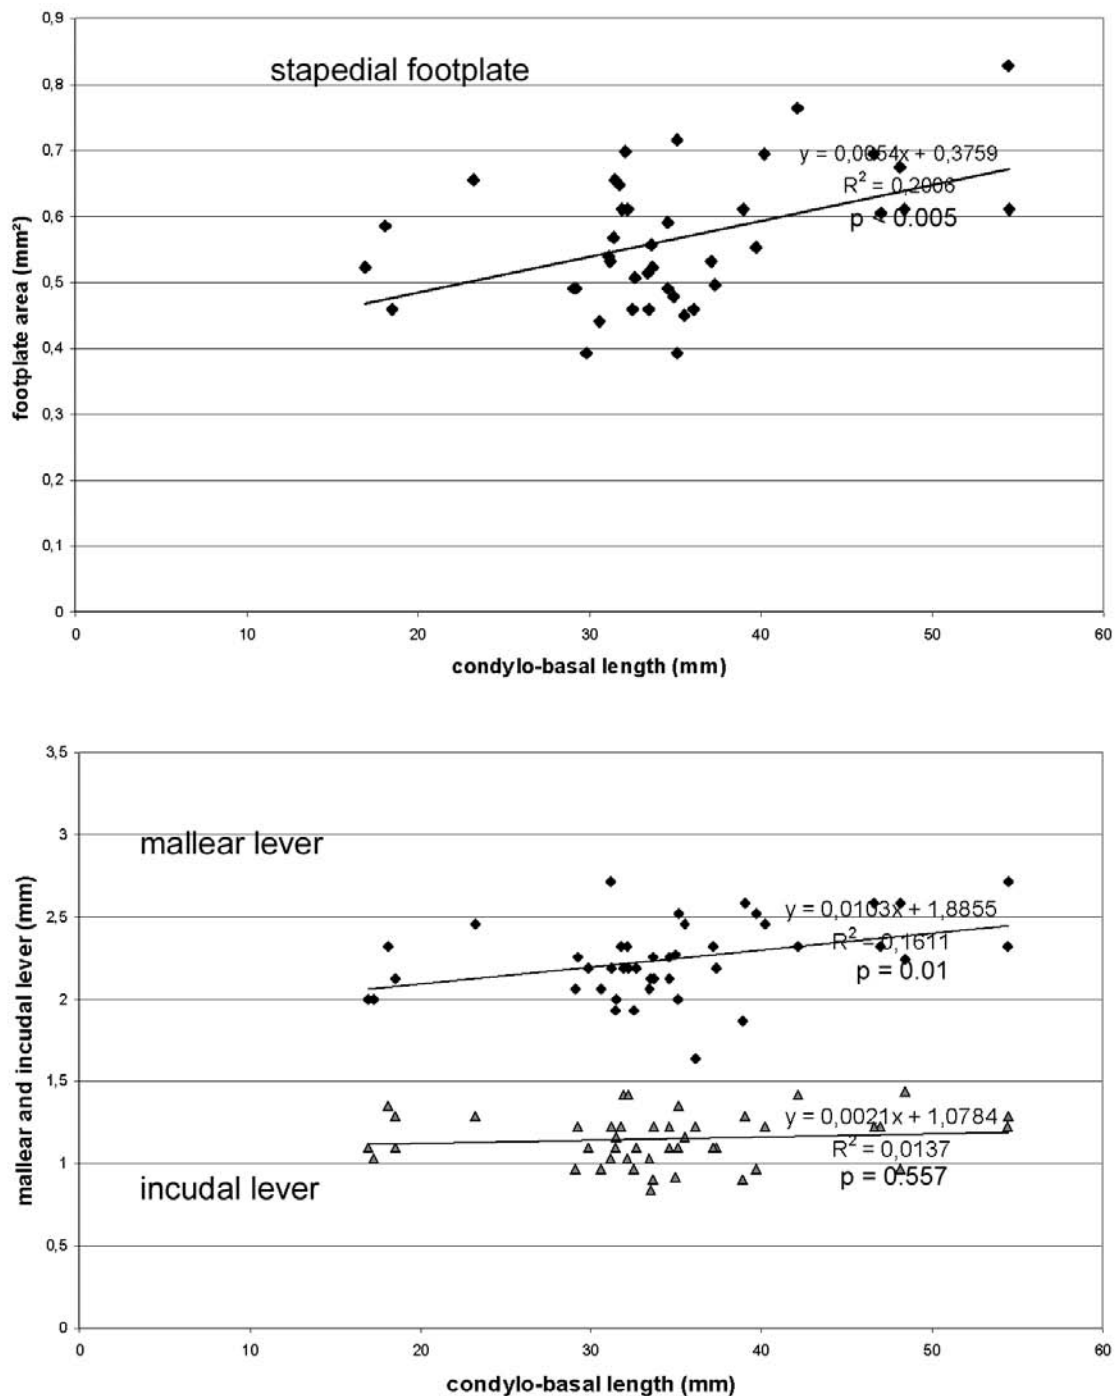 0,9
stapedial footplate
0,8
0,7
y = 0,0054x + 0,3759
R² = 0,2006
0,6
p < 0.005
0,5
0,4
0,3
0,2
0,1
0
footplate area (mm²)
0 10 20 30 40 50 60
condylo-basal length (mm)
3,5
3
mallear lever
2,5
y = 0,0103x + 1,8855
R² = 0,1611
p = 0.01
2
1,5
y = 0,0021x + 1,0784
R² = 0,0137
p = 0.557
1
incudal lever
0,5
0
mallear and incudal lever (mm)
0 10 20 30 40 50 60
condylo-basal length (mm)